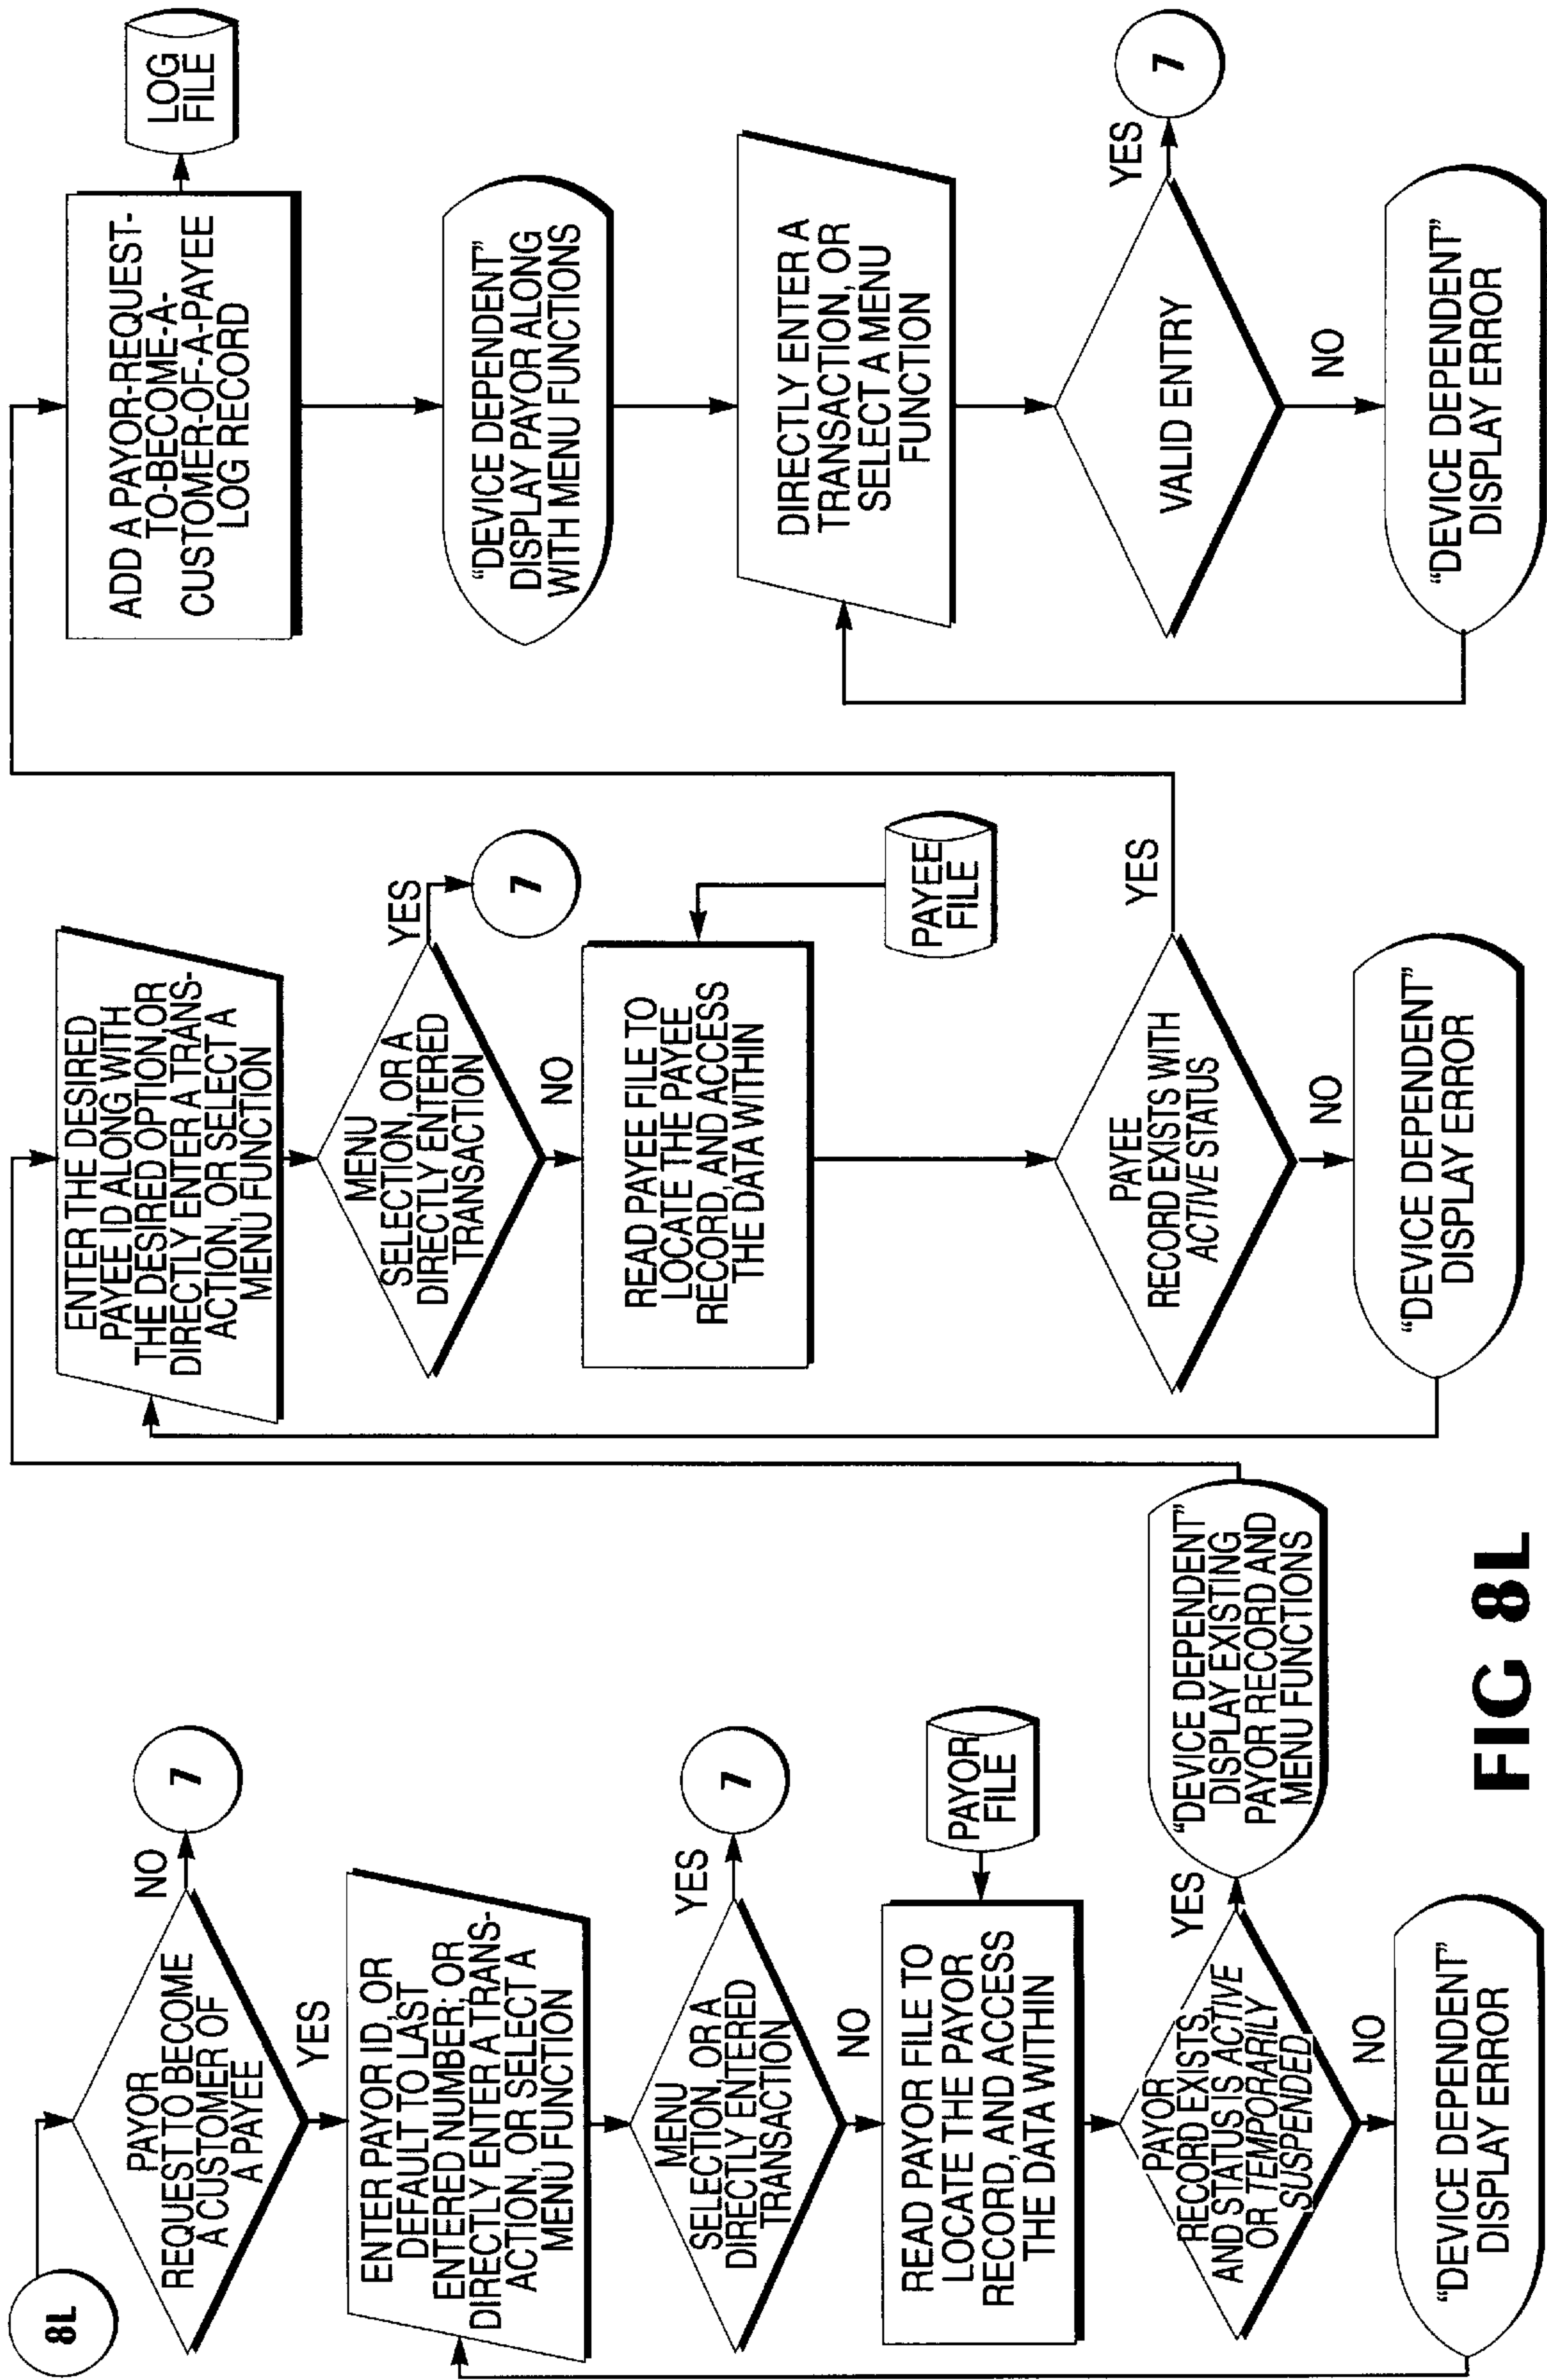 8L
PAYOR
REQUEST TO BECOME
A CUSTOMER OF
A PAYEE
NO
7
YES
ENTER PAYOR ID, OR
DEFAULT TO LAST
ENTERED NUMBER; OR
DIRECTLY ENTER A TRANS-
ACTION, OR SELECT A
MENU FUNCTION
MENU
SELECTION, OR A
DIRECTLY ENTERED
TRANSACTION
YES
7
NO
READ PAYOR FILE TO
LOCATE THE PAYOR
RECORD, AND ACCESS
THE DATA WITHIN
PAYOR
FILE
PAYOR
RECORD EXISTS,
AND STATUS IS ACTIVE
OR TEMPORARILY
SUSPENDED
YES
"DEVICE DEPENDENT"
DISPLAY EXISTING
PAYOR RECORD AND
MENU FUNCTIONS
NO
"DEVICE DEPENDENT"
DISPLAY ERROR
ENTER THE DESIRED
PAYEE ID ALONG WITH
THE DESIRED OPTION, OR
DIRECTLY ENTER A TRANS-
ACTION, OR SELECT A
MENU FUNCTION
MENU
SELECTION, OR A
DIRECTLY ENTERED
TRANSACTION
YES
7
NO
READ PAYEE FILE TO
LOCATE THE PAYEE
RECORD, AND ACCESS
THE DATA WITHIN
PAYEE
FILE
PAYEE
RECORD EXISTS WITH
ACTIVE STATUS
YES
NO
"DEVICE DEPENDENT"
DISPLAY ERROR
ADD A PAYOR-REQUEST-
TO-BECOME-A-
CUSTOMER-OF-A-PAYEE
LOG RECORD
LOG
FILE
"DEVICE DEPENDENT"
DISPLAY PAYOR ALONG
WITH MENU FUNCTIONS
DIRECTLY ENTER A
TRANSACTION, OR
SELECT A MENU
FUNCTION
VALID ENTRY
YES
7
NO
"DEVICE DEPENDENT"
DISPLAY ERROR
FIG 8L